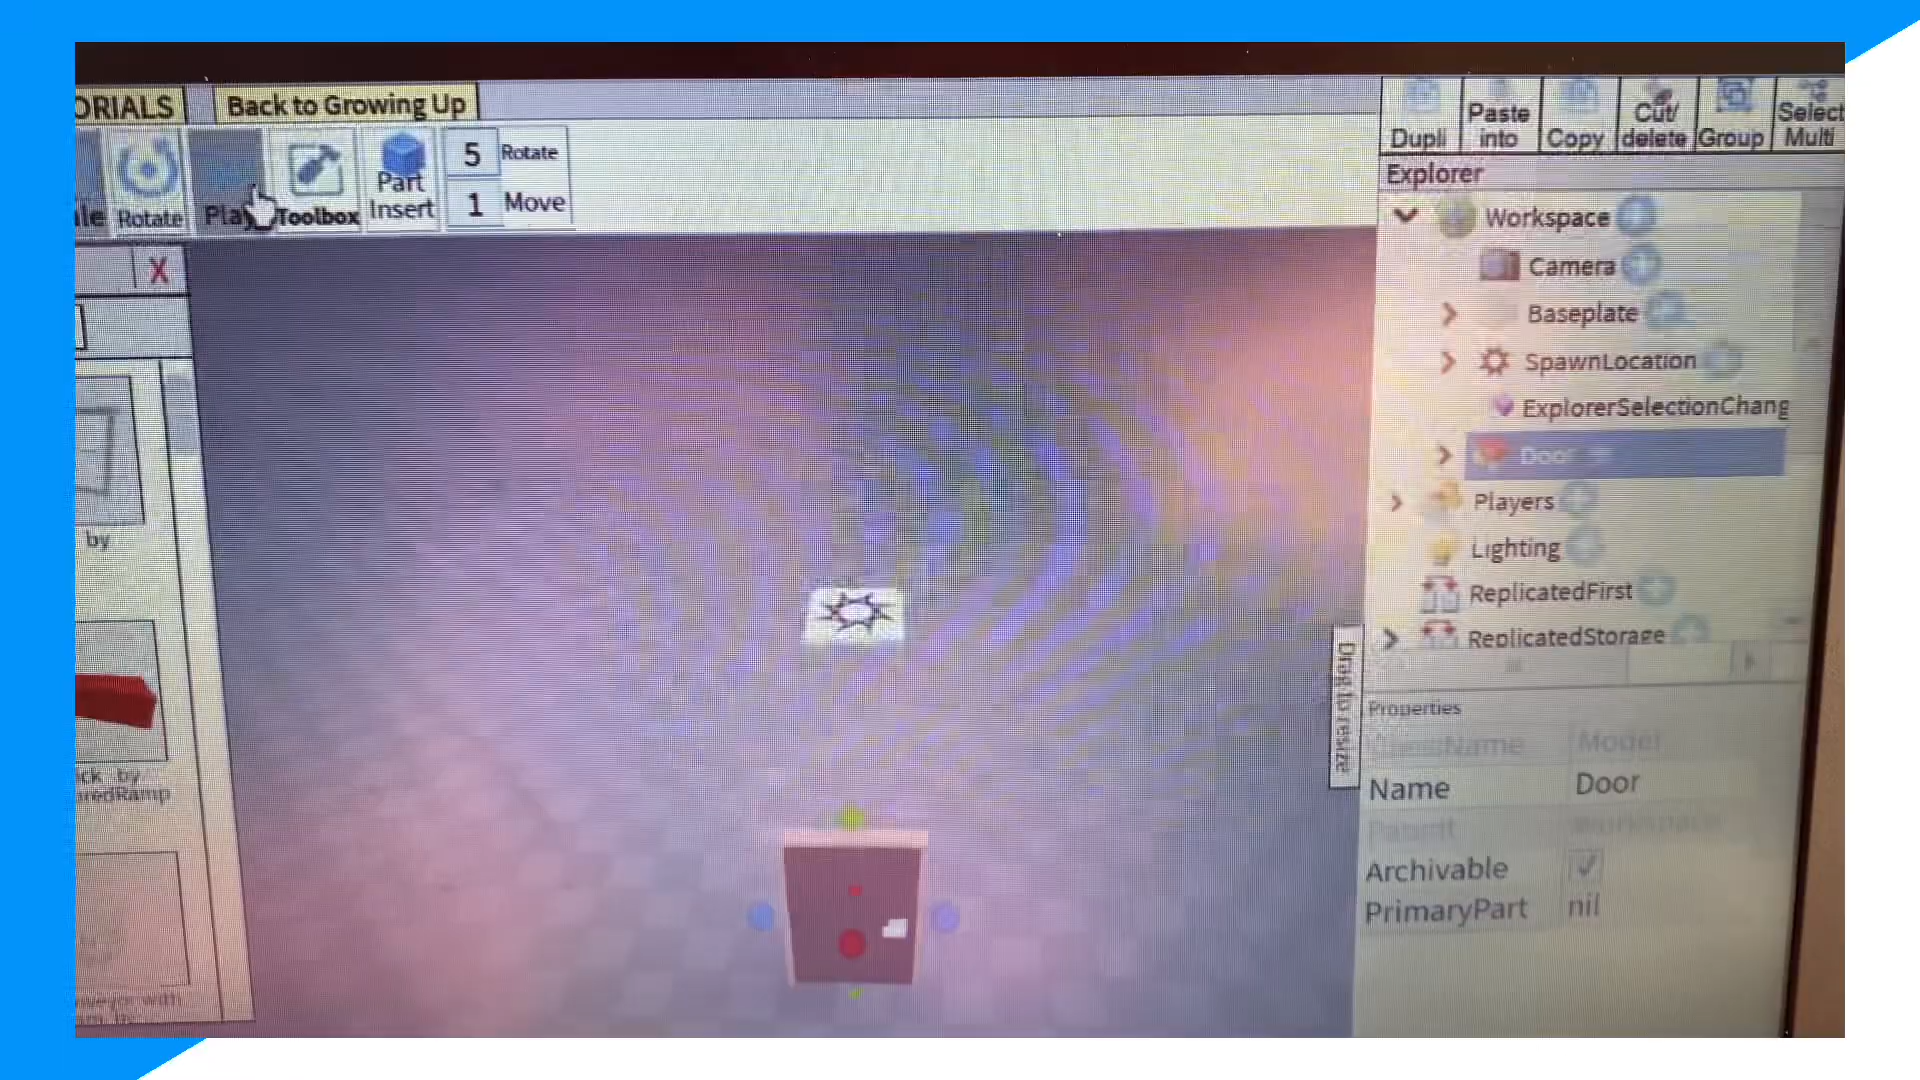 ORIALS
Back to Growing Up
Rotate
Toolbox
Part
Insert
5 Rotate
1 Move
X
by
Dupli
Paste
into
Copy
Cut/
delete
Group
Select
Multi
Explorer
Workspace
Camera
Baseplate
SpawnLocation
ExplorerSelectionChang
Door
Players
Lighting
ReplicatedFirst
ReplicatedStorage
Drag to resize
Properties
ClassName Model
Name Door
Archivable
PrimaryPart nil